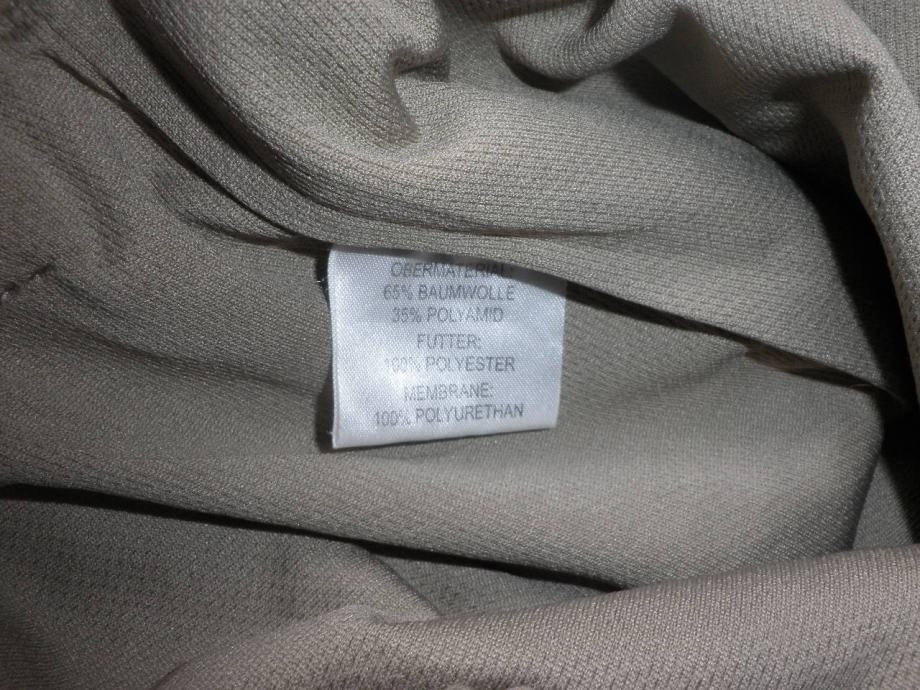 OBERMATERIAL:
65% BAUMWOLLE
35% POLYAMID
FUTTER:
100% POLYESTER
MEMBRANE:
100% POLYURETHAN